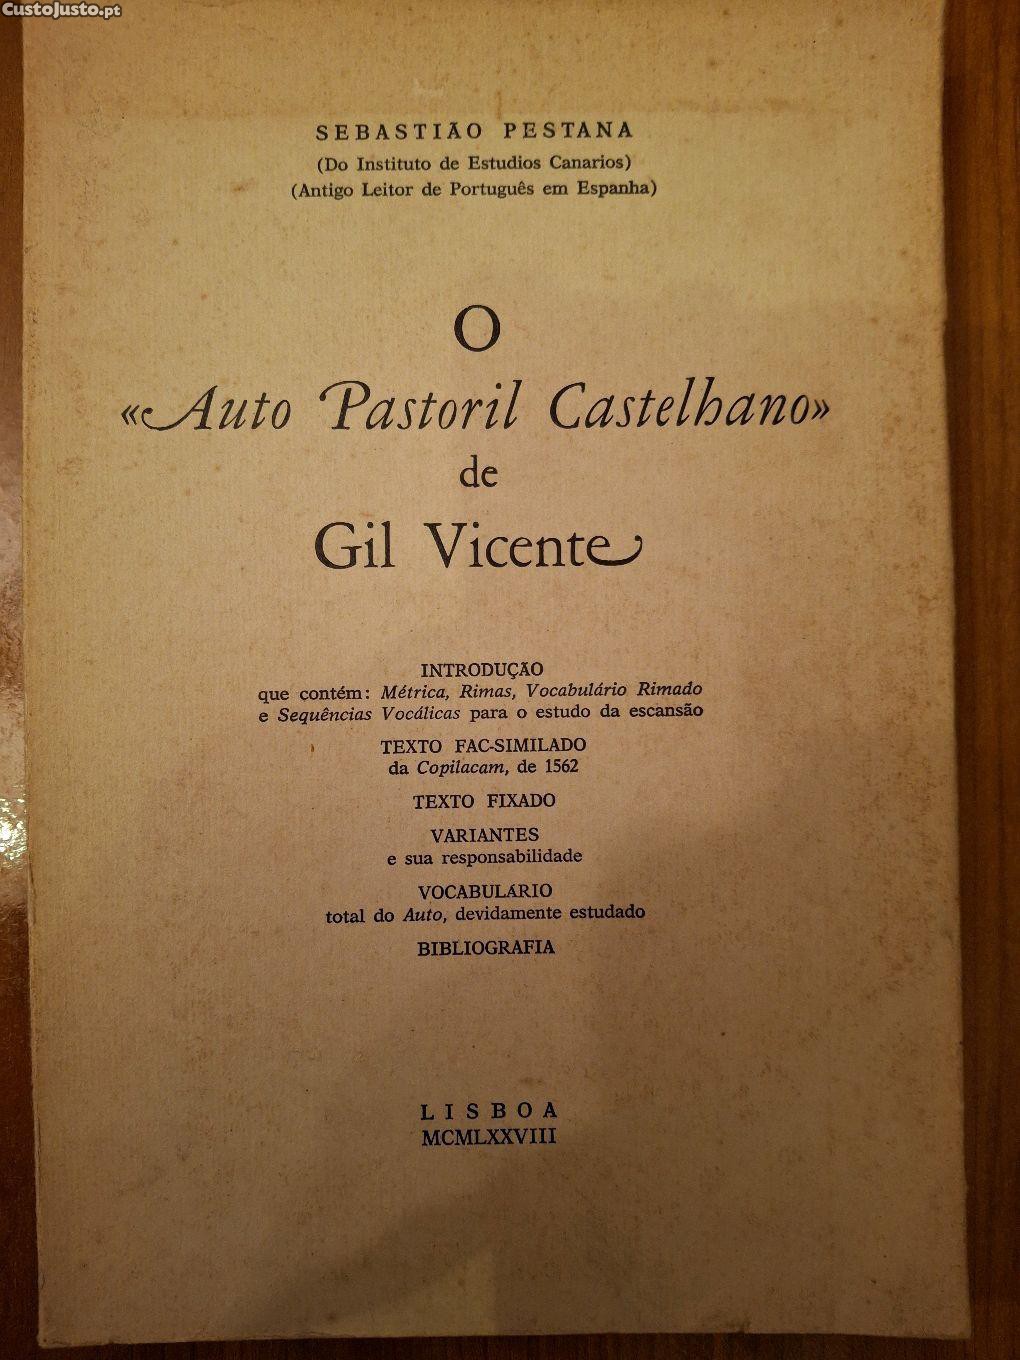 CustoJusto.pt
SEBASTIÃO PESTANA
(Do Instituto de Estudios Canarios)
(Antigo Leitor de Português em Espanha)
O
«Auto Pastoril Castelhano»
de
Gil Vicente
INTRODUÇÃO
que contém: Métrica, Rimas, Vocabulário Rimado
e Sequências Vocálicas para o estudo da escansão
TEXTO FAC-SIMILADO
da Copilacam, de 1562
TEXTO FIXADO
VARIANTES
e sua responsabilidade
VOCABULÁRIO
total do Auto, devidamente estudado
BIBLIOGRAFIA
LISBOA
MCMLXXVIII